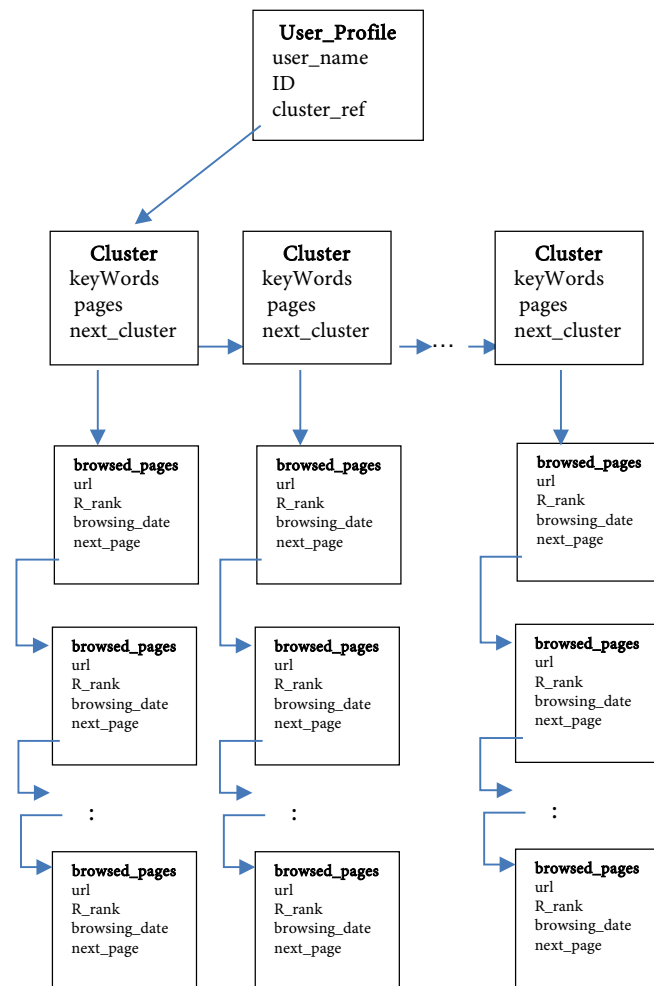 User_Profile
user_name
ID
cluster_ref
Cluster
keyWords
pages
next_cluster
Cluster
keyWords
pages
next_cluster
...
Cluster
keyWords
pages
next_cluster
browsed_pages
url
R_rank
browsing_date
next_page
browsed_pages
url
R_rank
browsing_date
next_page
browsed_pages
url
R_rank
browsing_date
next_page
browsed_pages
url
R_rank
browsing_date
next_page
browsed_pages
url
R_rank
browsing_date
next_page
browsed_pages
url
R_rank
browsing_date
next_page
:
:
:
browsed_pages
url
R_rank
browsing_date
next_page
browsed_pages
url
R_rank
browsing_date
next_page
browsed_pages
url
R_rank
browsing_date
next_page